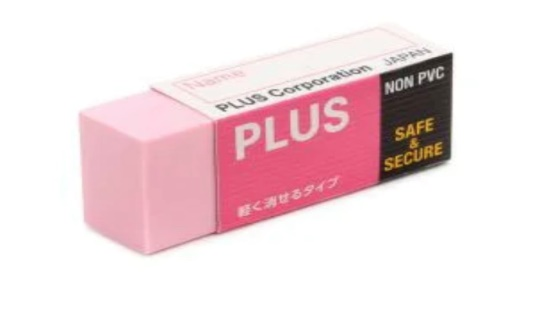 Name
PLUS Corporation JAPAN
PLUS
軽く消せるタイプ
NON PVC
SAFE
&
SECURE